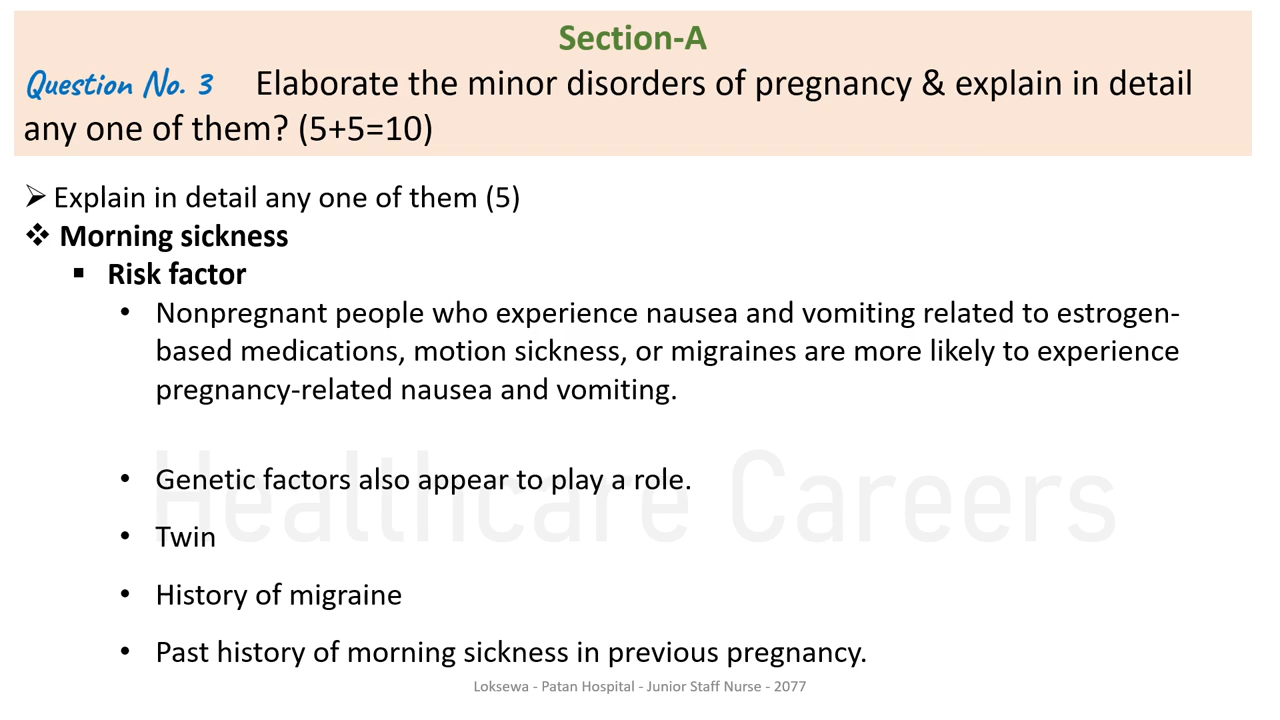 Section-A
Question No. 3 Elaborate the minor disorders of pregnancy & explain in detail
any one of them? (5+5=10)
➢ Explain in detail any one of them (5)
❖ Morning sickness
▪ Risk factor
• Nonpregnant people who experience nausea and vomiting related to estrogen-
based medications, motion sickness, or migraines are more likely to experience
pregnancy-related nausea and vomiting.
• Genetic factors also appear to play a role.
Healthcare Careers
• Twin
• History of migraine
• Past history of morning sickness in previous pregnancy.
Loksewa - Patan Hospital - Junior Staff Nurse - 2077